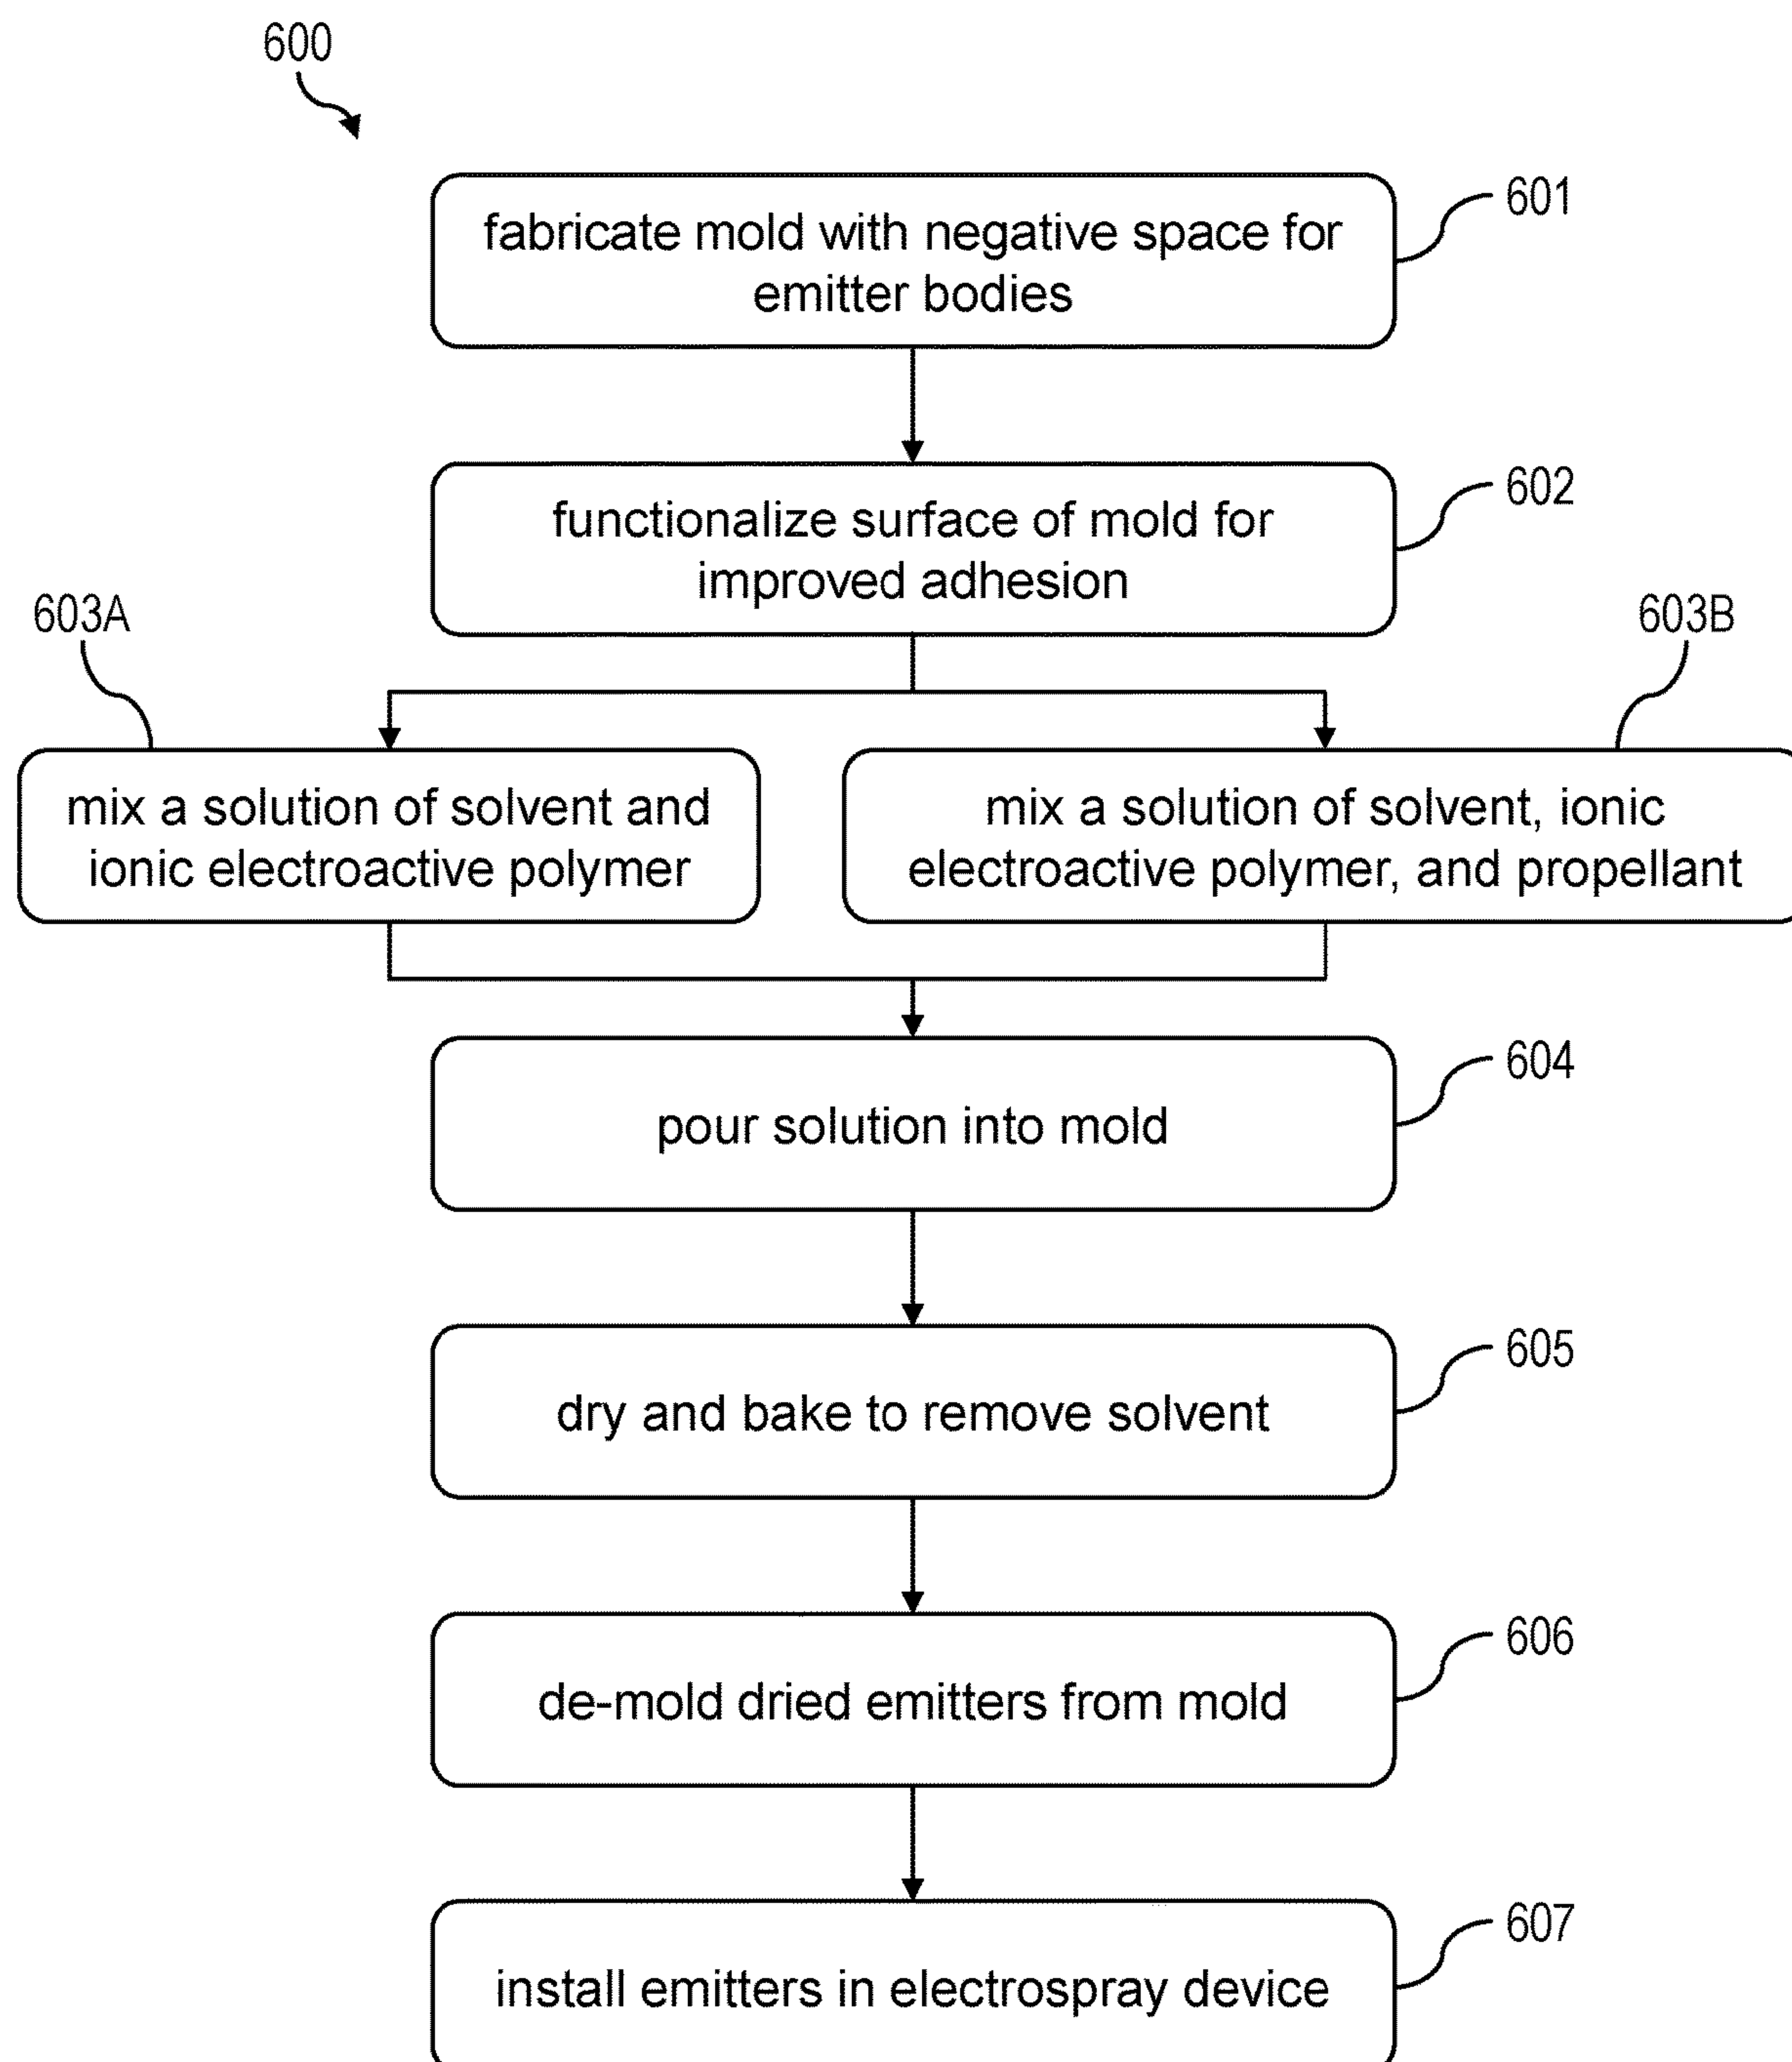 600
fabricate mold with negative space for
emitter bodies
601
functionalize surface of mold for
improved adhesion
602
603A
603B
mix a solution of solvent and
ionic electroactive polymer
mix a solution of solvent, ionic
electroactive polymer, and propellant
pour solution into mold
604
dry and bake to remove solvent
605
de-mold dried emitters from mold
606
install emitters in electrospray device
607